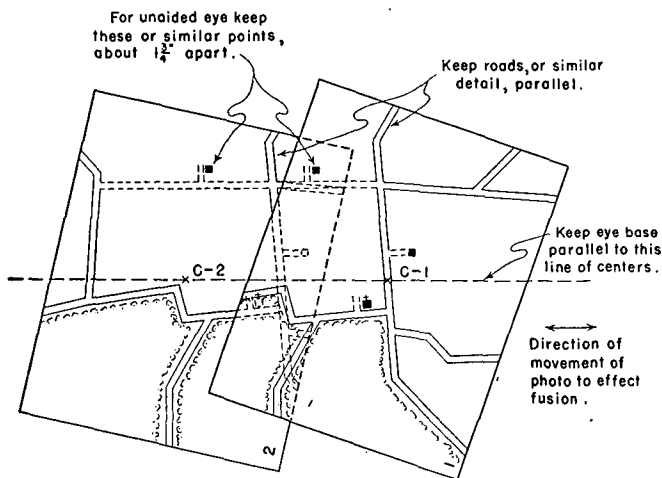 For unaided eye keep
these or similar points,
about 1 3/4" apart.
Keep roads, or similar
detail, parallel.
Keep eye base
parallel to this
line of centers.
C-2
C-1
Direction of
movement of
photo to effect
fusion.
2
1